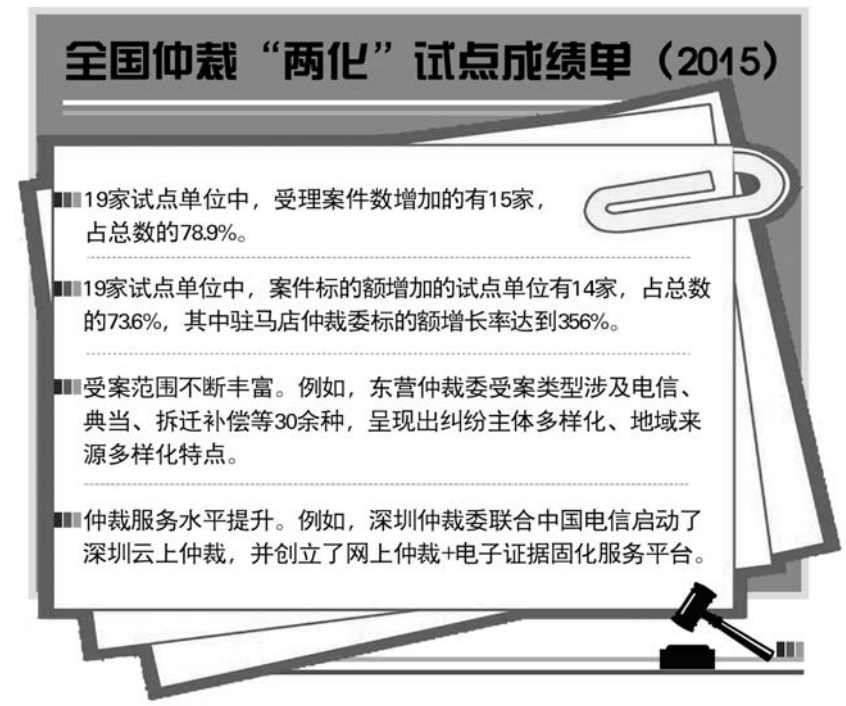 全国仲裁“两化”试点成绩单（2015）
19家试点单位中，受理案件数增加的有15家，
占总数的78.9%。
19家试点单位中，案件标的额增加的试点单位有14家，占总数
的73.6%，其中驻马店仲裁委标的额增长率达到356%。
受案范围不断丰富。例如，东营仲裁委受案类型涉及电信、
典当、拆迁补偿等30余种，呈现出纠纷主体多样化、地域来
源多样化特点。
仲裁服务水平提升。例如，深圳仲裁委联合中国电信启动了
深圳云上仲裁，并创立了网上仲裁+电子证据固化服务平台。